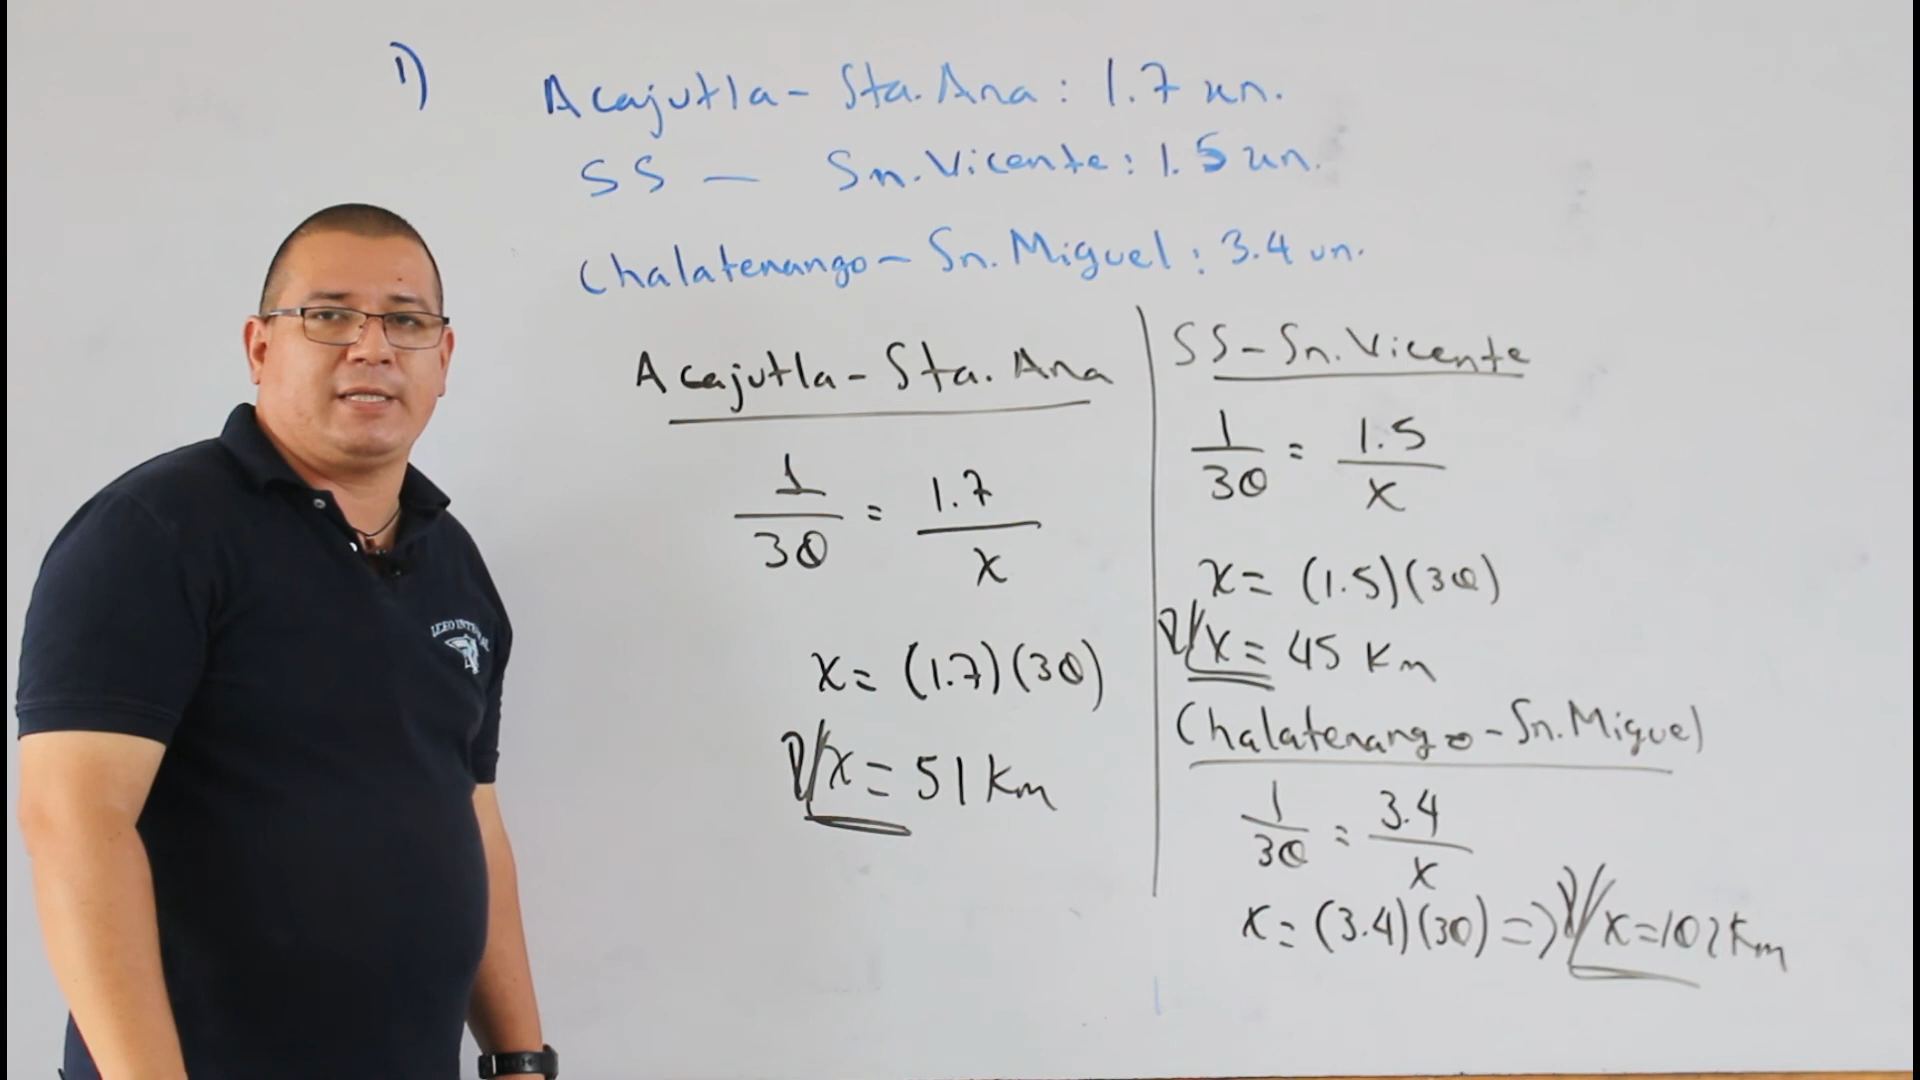 1)
Acajutla - Sta. Ana : 1.7 un.
SS — Sn. Vicente : 1.5 un.
Chalatenango - Sn. Miguel : 3.4 un.
Acajutla - Sta. Ana
1/30 = 1.7/x
x = (1.7)(30)
R/ x = 51 Km
SS - Sn. Vicente
1/30 = 1.5/x
x = (1.5)(30)
R/ x = 45 Km
Chalatenango - Sn. Miguel
1/30 = 3.4/x
x = (3.4)(30) => R/ x = 102 Km